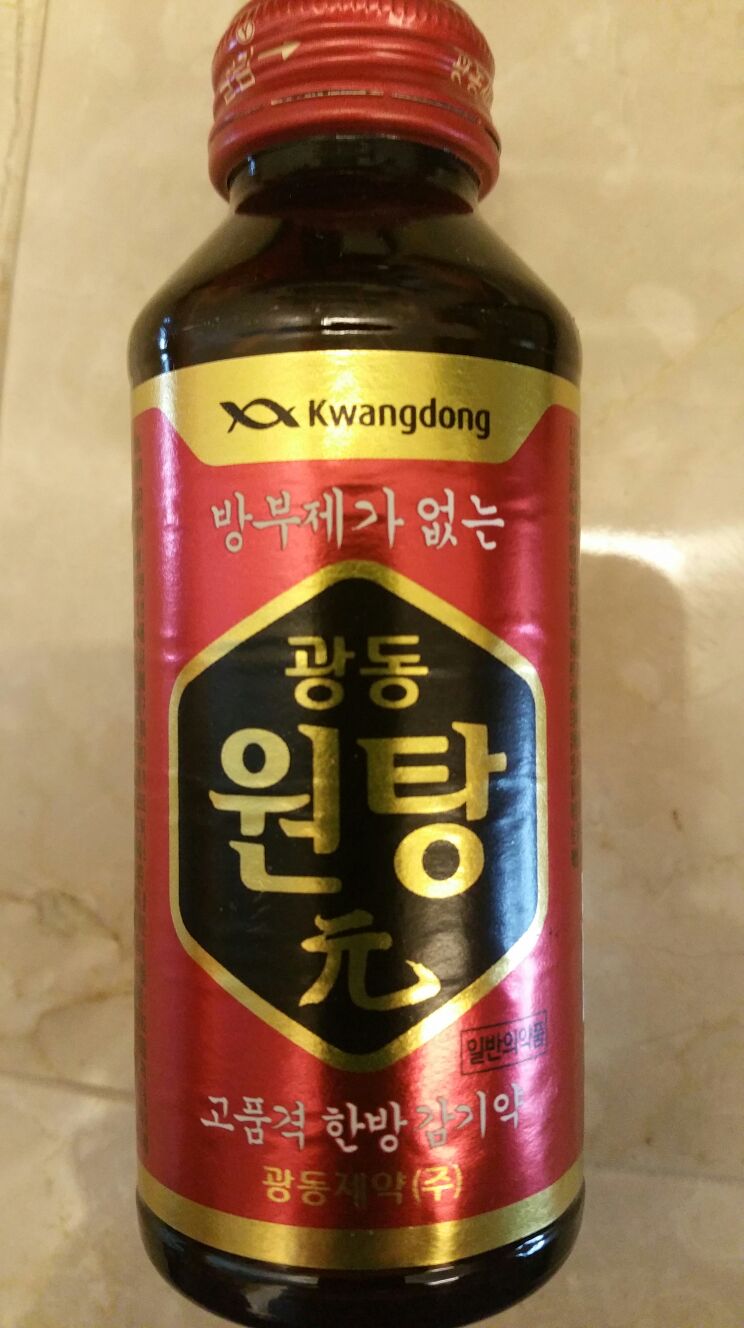 Kwangdong
방부제가 없는
광동
원탕
元
일반의약품
고품격 한방 감기약
광동제약(주)